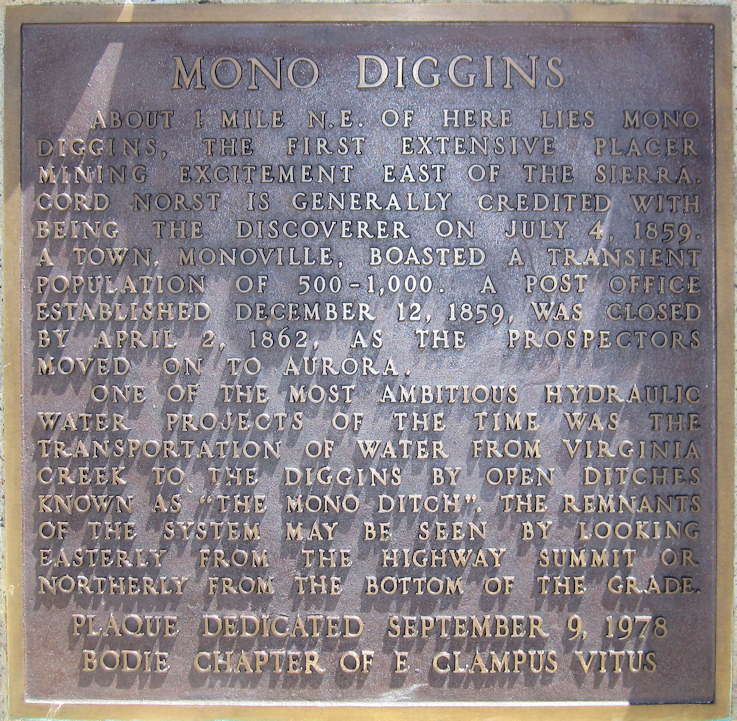 MONO DIGGINS
ABOUT 1 MILE N.E. OF HERE LIES MONO
DIGGINS, THE FIRST EXTENSIVE PLACER
MINING EXCITEMENT EAST OF THE SIERRA.
CORD NORST IS GENERALLY CREDITED WITH
BEING THE DISCOVERER ON JULY 4, 1859.
A TOWN, MONOVILLE, BOASTED A TRANSIENT
POPULATION OF 500-1,000. A POST OFFICE
ESTABLISHED DECEMBER 12, 1859, WAS CLOSED
BY APRIL 2, 1862, AS THE PROSPECTORS
MOVED ON TO AURORA.
ONE OF THE MOST AMBITIOUS HYDRAULIC
WATER PROJECTS OF THE TIME WAS THE
TRANSPORTATION OF WATER FROM VIRGINIA
CREEK TO THE DIGGINS BY OPEN DITCHES
KNOWN AS "THE MONO DITCH". THE REMNANTS
OF THE SYSTEM MAY BE SEEN BY LOOKING
EASTERLY FROM THE HIGHWAY SUMMIT OR
NORTHERLY FROM THE BOTTOM OF THE GRADE.
PLAQUE DEDICATED SEPTEMBER 9, 1978
BODIE CHAPTER OF E CLAMPUS VITUS